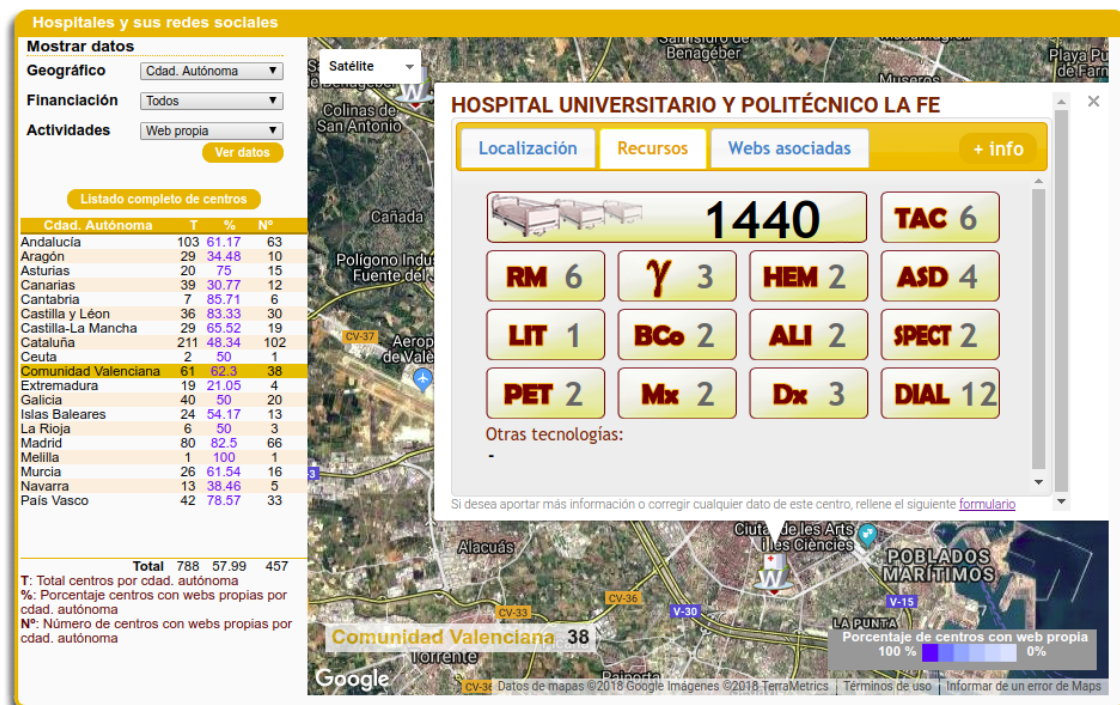 Hospitales y sus redes sociales
Mostrar datos
Geográfico Cdad. Autónoma
Financiación Todos
Actividades Web propia
Ver datos
Listado completo de centros
Cdad. Autónoma T % Nº
Andalucía 103 61.17 63
Aragón 29 34.48 10
Asturias 20 75 15
Canarias 39 30.77 12
Cantabria 7 85.71 6
Castilla y Léon 36 83.33 30
Castilla-La Mancha 29 65.52 19
Cataluña 211 48.34 102
Ceuta 2 50 1
Comunidad Valenciana 61 62.3 38
Extremadura 19 21.05 4
Galicia 40 50 20
Islas Baleares 24 54.17 13
La Rioja 6 50 3
Madrid 80 82.5 66
Melilla 1 100 1
Murcia 26 61.54 16
Navarra 13 38.46 5
País Vasco 42 78.57 33
Total 788 57.99 457
T: Total centros por cdad. autónoma
%: Porcentaje centros con webs propias por
cdad. autónoma
Nº: Número de centros con webs propias por
cdad. autónoma
Satélite
Benagéber
Playa Pu
de Farn
Museros
Colinas de
San Antonio
Cañada
Polígono Indu
Fuente del
CV-37
Aerop
de Valè
3
HOSPITAL UNIVERSITARIO Y POLITÉCNICO LA FE
Localización Recursos Webs asociadas + info
1440 TAC 6
RM 6 γ 3 HEM 2 ASD 4
LIT 1 BCo 2 ALI 2 SPECT 2
PET 2 Mx 2 Dx 3 DIAL 12
Otras tecnologías:
-
Si desea aportar más información o corregir cualquier dato de este centro, rellene el siguiente formulario
Alacuás
Ciutat de les Arts
i les Ciències
POBLADOS
MARÍTIMOS
CV-36
CV-33
V-30
V-15
LA PUNTA
Comunidad Valenciana 38
Torrente
Porcentaje de centros con web propia
100 % 0%
Google
CV-36
Datos de mapas ©2018 Google Imágenes ©2018 TerraMetrics Términos de uso Informar de un error de Maps